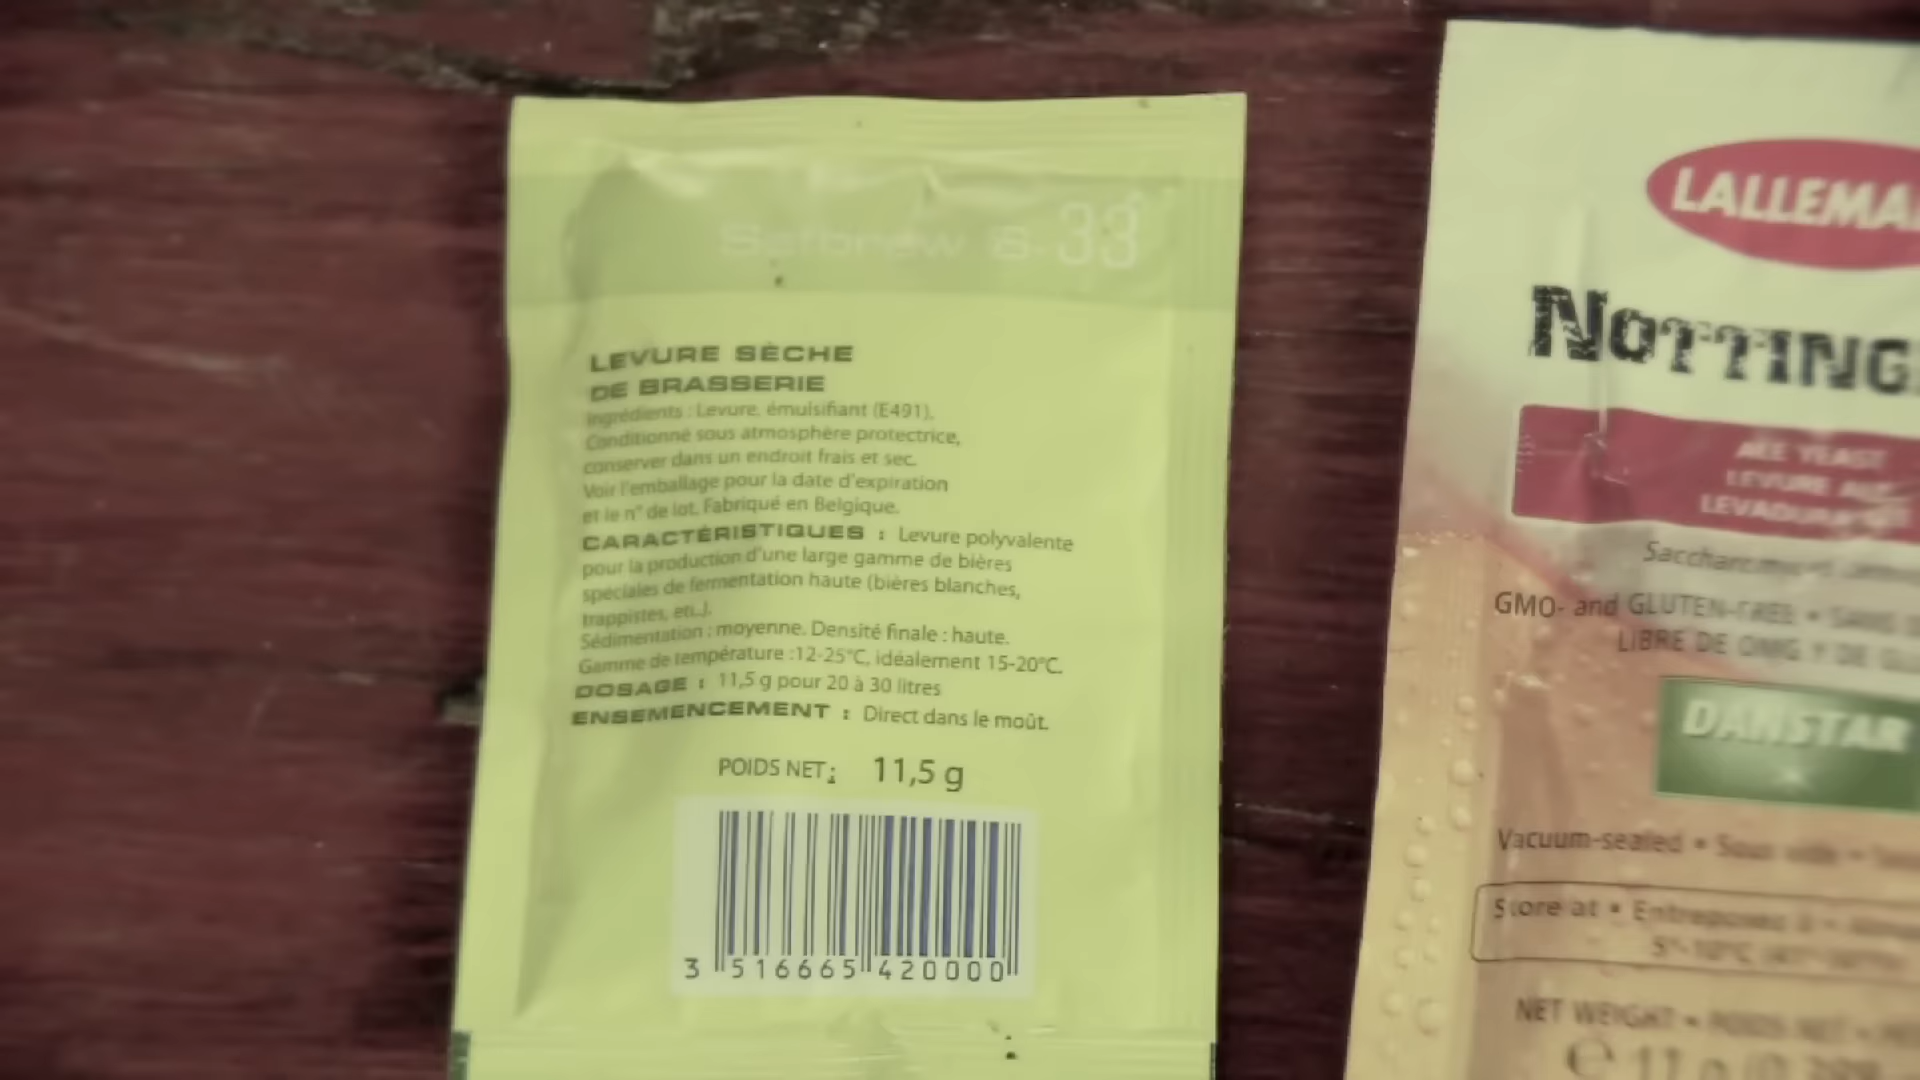 Safbrew S-33
LEVURE SÈCHE
DE BRASSERIE
Ingrédients : Levure, émulsifiant (E491).
Conditionné sous atmosphère protectrice,
conserver dans un endroit frais et sec.
Voir l'emballage pour la date d'expiration
et le n° de lot. Fabriqué en Belgique.
CARACTÉRISTIQUES : Levure polyvalente
pour la production d'une large gamme de bières
spéciales de fermentation haute (bières blanches,
trappistes, etc.).
Sédimentation : moyenne. Densité finale : haute.
Gamme de température :12-25°C, idéalement 15-20°C.
DOSAGE : 11,5 g pour 20 à 30 litres
ENSEMENCEMENT : Direct dans le moût.
POIDS NET : 11,5 g
3 516665 420000
LALLEMA
NOTTING
ALE YEAST
LEVURE ALE
LEVADURA
GMO- and GLUTEN-FREE •
LIBRE DE OMG Y DE
DANSTAR
Vacuum-sealed • Sous vide •
Store at • Entreposez à •
NET WEIGHT • POIDS NET •
e 11 g